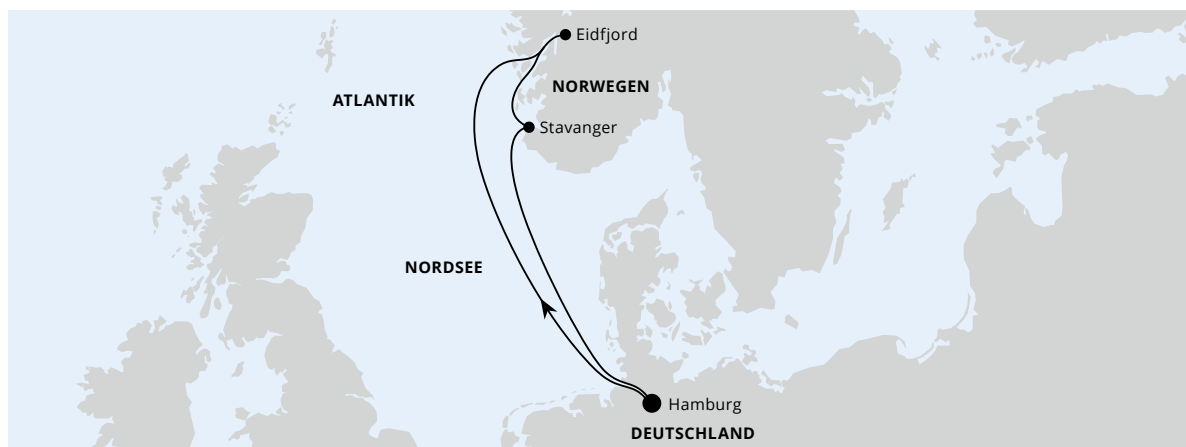 Eidfjord
NORWEGEN
ATLANTIK
Stavanger
NORDSEE
Hamburg
DEUTSCHLAND